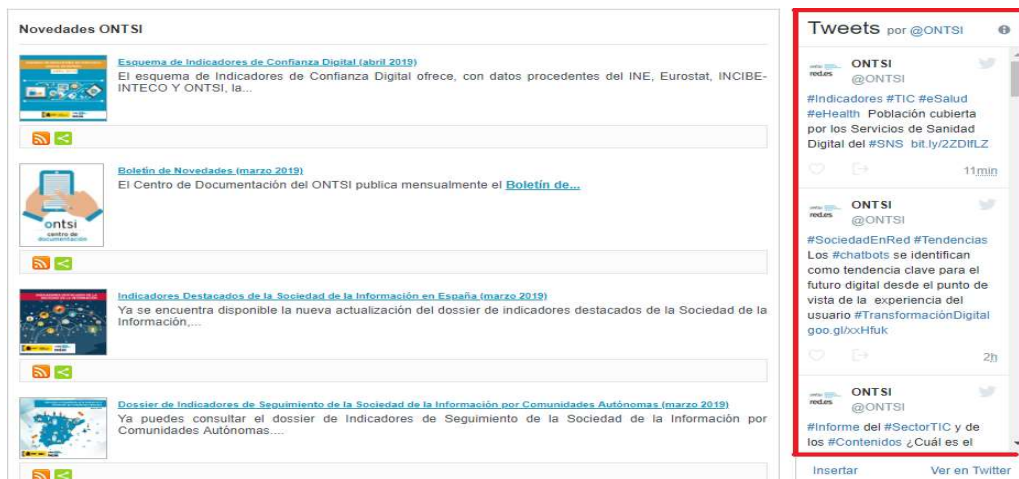 Novedades ONTSI
Esquema de Indicadores de Confianza Digital (abril 2019)
El esquema de Indicadores de Confianza Digital ofrece, con datos procedentes del INE, Eurostat, INCIBE-
INTECO Y ONTSI, la...
Boletín de Novedades (marzo 2019)
El Centro de Documentación del ONTSI publica mensualmente el Boletín de...
ontsi
centro de
documentación
Indicadores Destacados de la Sociedad de la Información en España (marzo 2019)
Ya se encuentra disponible la nueva actualización del dossier de indicadores destacados de la Sociedad de la
Información,...
Dossier de Indicadores de Seguimiento de la Sociedad de la Información por Comunidades Autónomas (marzo 2019)
Ya puedes consultar el dossier de Indicadores de Seguimiento de la Sociedad de la Información por
Comunidades Autónomas....
Tweets por @ONTSI
ONTSI
red.es
@ONTSI
#Indicadores #TIC #eSalud
#eHealth Población cubierta
por los Servicios de Sanidad
Digital del #SNS bit.ly/2ZDIfLZ
11min
ONTSI
red.es
@ONTSI
#SociedadEnRed #Tendencias
Los #chatbots se identifican
como tendencia clave para el
futuro digital desde el punto de
vista de la experiencia del
usuario #TransformaciónDigital
goo.gl/xxHfuk
2h
ONTSI
red.es
@ONTSI
#Informe del #SectorTIC y de
los #Contenidos ¿Cuál es el
Insertar
Ver en Twitter